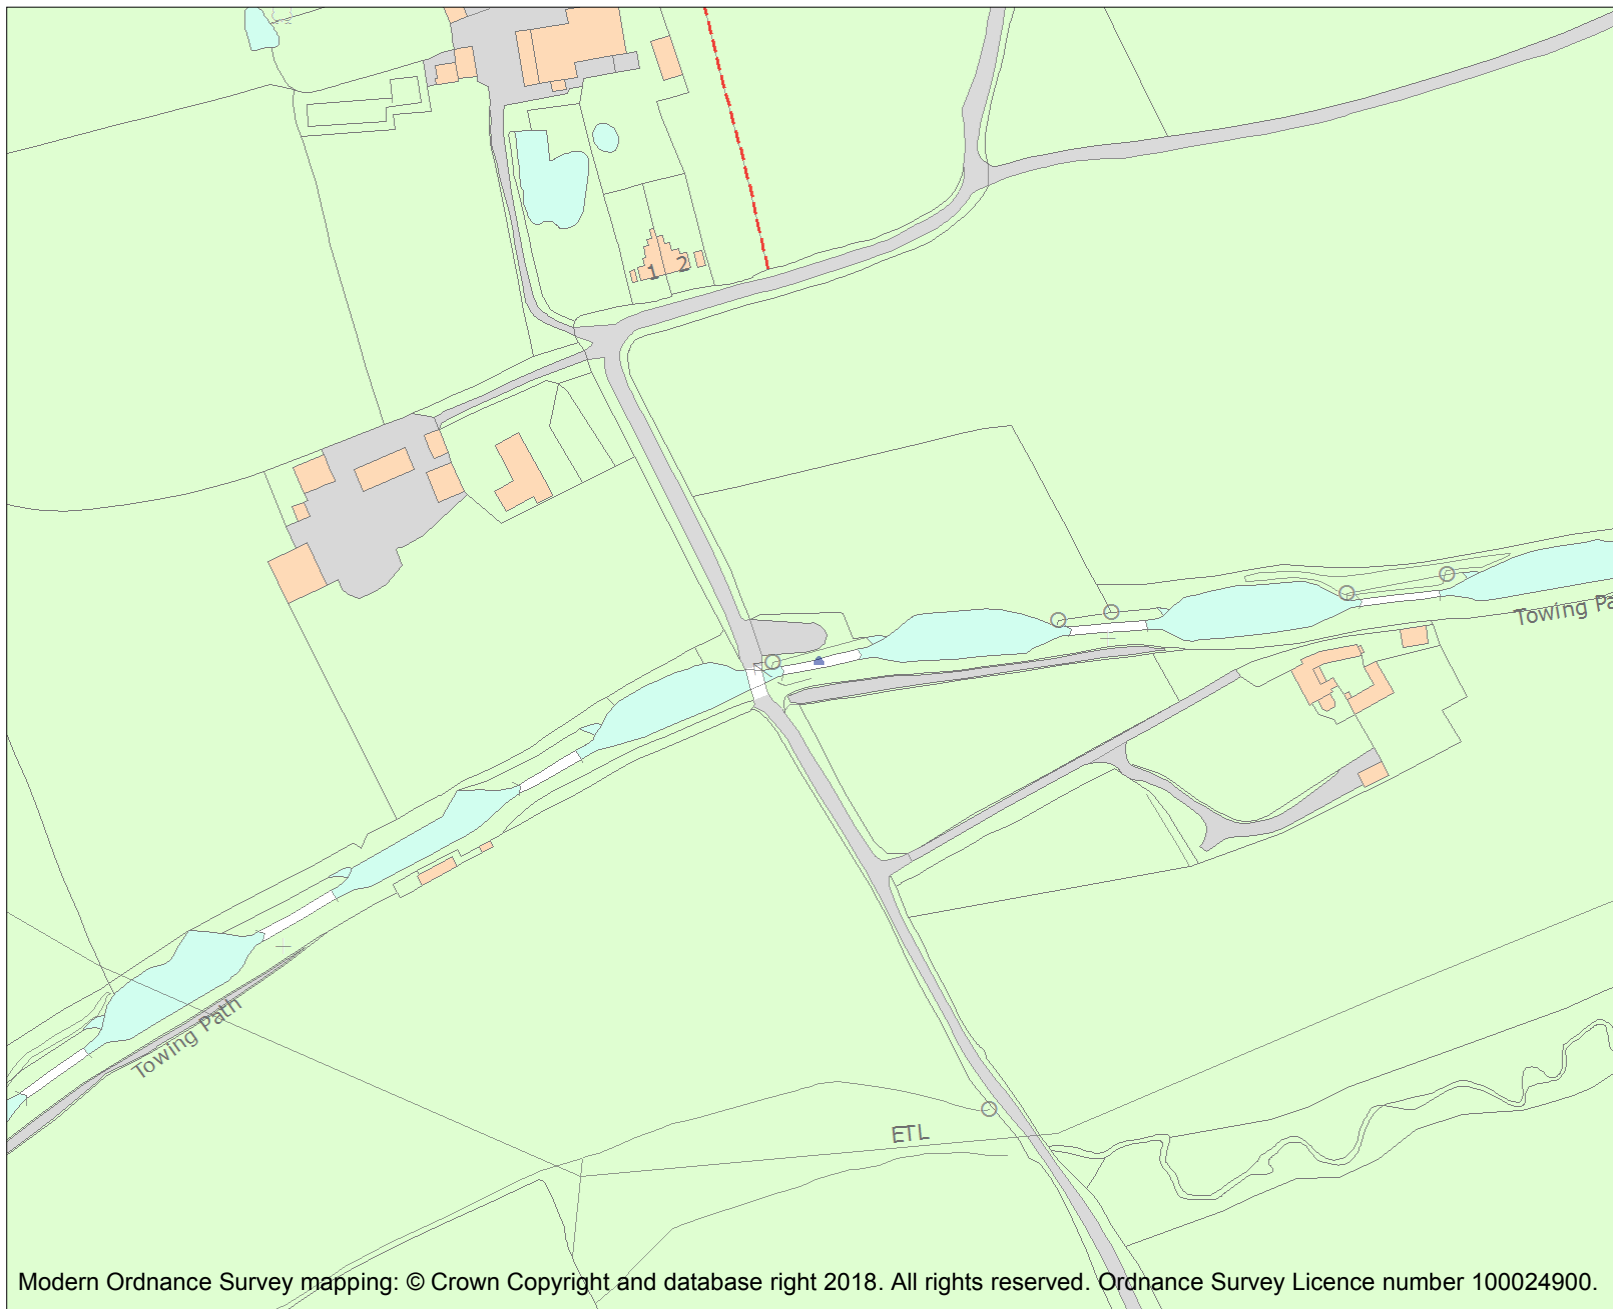 1
2
Towing Pa
Towing Path
ETL
Modern Ordnance Survey mapping: © Crown Copyright and database right 2018. All rights reserved. Ordnance Survey Licence number 100024900.